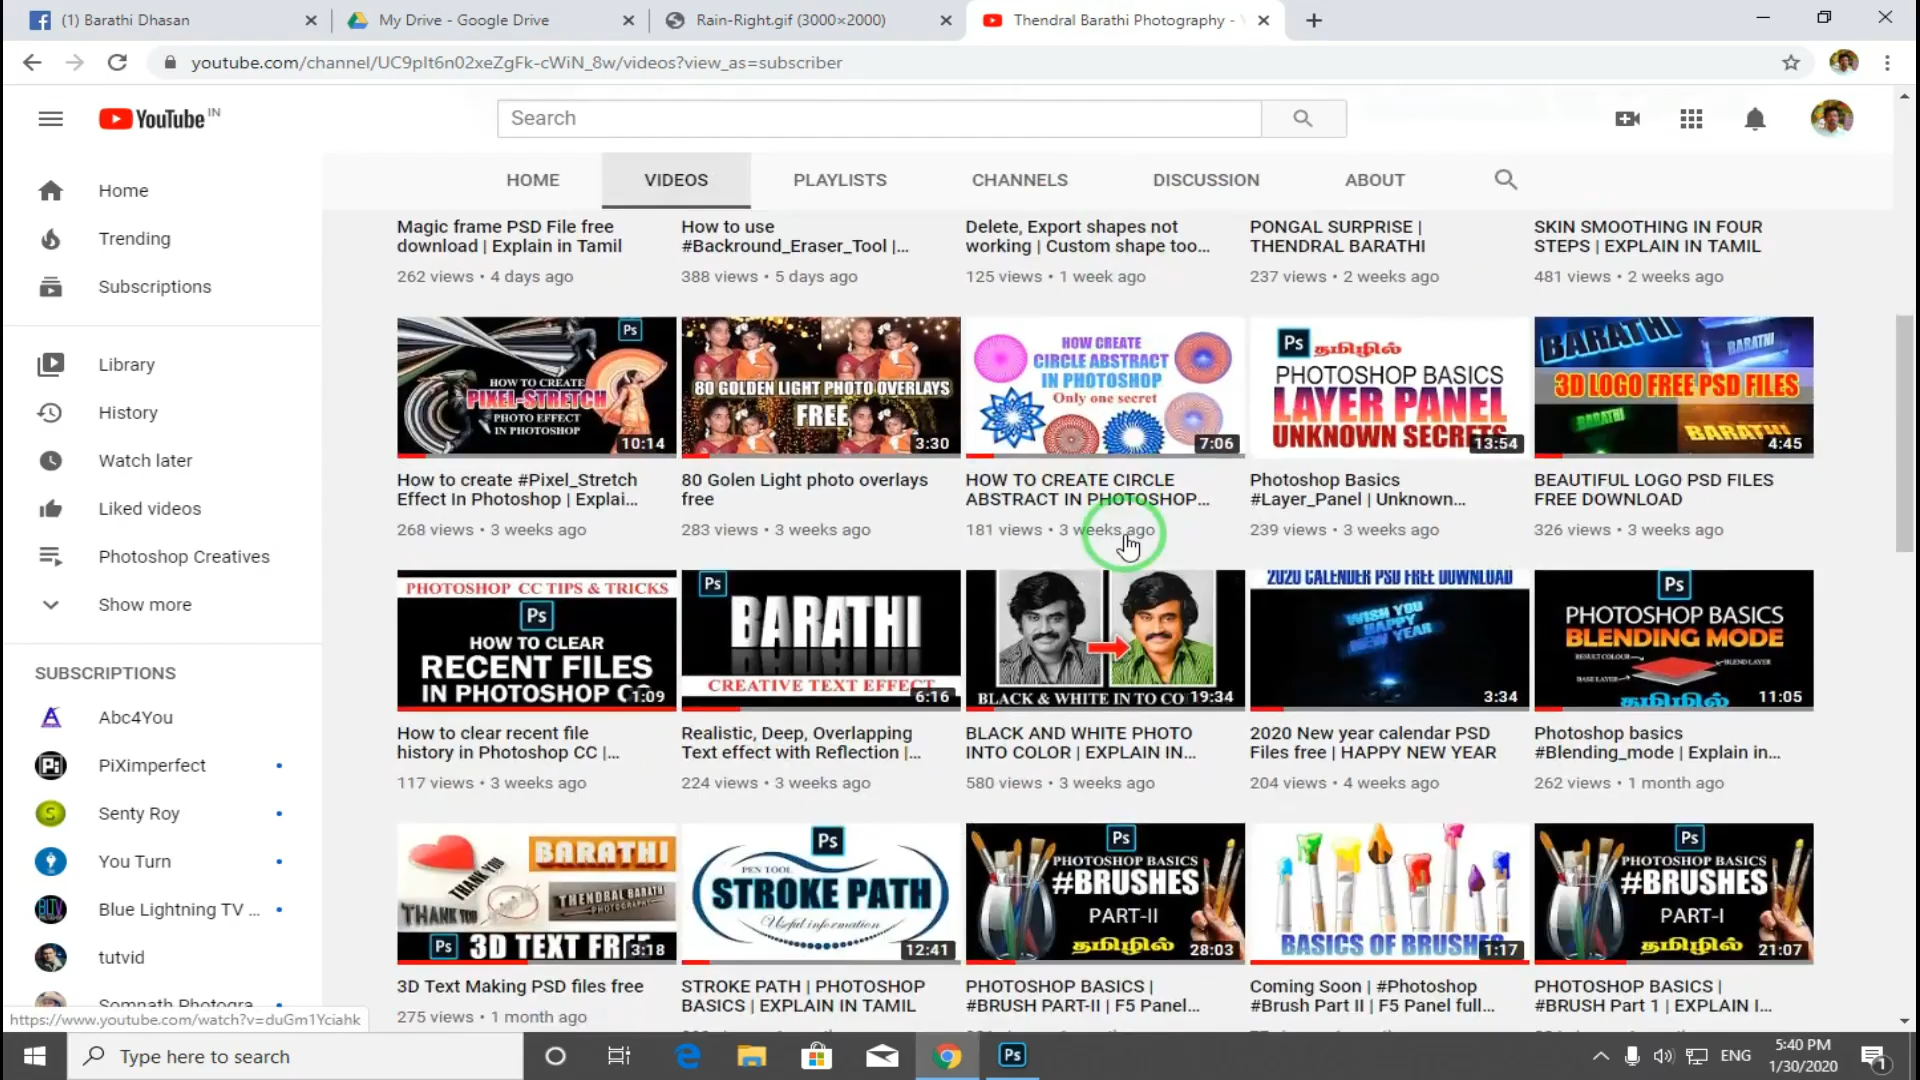 (1) Barathi Dhasan
My Drive - Google Drive
Rain-Right.gif (3000×2000)
Thendral Barathi Photography -
youtube.com/channel/UC9plt6n02xeZgFk-cWiN_8w/videos?view_as=subscriber
YouTube IN
Search
HOME VIDEOS PLAYLISTS CHANNELS DISCUSSION ABOUT
Home
Trending
Subscriptions
Library
History
Watch later
Liked videos
Photoshop Creatives
Show more
SUBSCRIPTIONS
Abc4You
PiXimperfect
Senty Roy
You Turn
Blue Lightning TV ...
tutvid
Somnath Photogra
Magic frame PSD File free
download | Explain in Tamil
262 views • 4 days ago
How to use
#Backround_Eraser_Tool |...
388 views • 5 days ago
Delete, Export shapes not
working | Custom shape too...
125 views • 1 week ago
PONGAL SURPRISE |
THENDRAL BARATHI
237 views • 2 weeks ago
SKIN SMOOTHING IN FOUR
STEPS | EXPLAIN IN TAMIL
481 views • 2 weeks ago
Ps
HOW TO CREATE
PIXEL-STRETCH
PHOTO EFFECT
IN PHOTOSHOP
10:14
How to create #Pixel_Stretch
Effect In Photoshop | Explai...
268 views • 3 weeks ago
80 GOLDEN LIGHT PHOTO OVERLAYS
FREE
3:30
80 Golen Light photo overlays
free
283 views • 3 weeks ago
HOW CREATE
CIRCLE ABSTRACT
IN PHOTOSHOP
Only one secret
7:06
HOW TO CREATE CIRCLE
ABSTRACT IN PHOTOSHOP...
181 views • 3 weeks ago
Ps தமிழில்
PHOTOSHOP BASICS
LAYER PANEL
UNKNOWN SECRETS
13:54
Photoshop Basics
#Layer_Panel | Unknown...
239 views • 3 weeks ago
BARATHI BARATHI
3D LOGO FREE PSD FILES
BARATHI BARATHI
4:45
BEAUTIFUL LOGO PSD FILES
FREE DOWNLOAD
326 views • 3 weeks ago
PHOTOSHOP CC TIPS & TRICKS
Ps
HOW TO CLEAR
RECENT FILES
IN PHOTOSHOP CC
1:09
How to clear recent file
history in Photoshop CC |...
117 views • 3 weeks ago
Ps
BARATHI
CREATIVE TEXT EFFECT
6:16
Realistic, Deep, Overlapping
Text effect with Reflection |...
224 views • 3 weeks ago
BLACK & WHITE IN TO CO
19:34
BLACK AND WHITE PHOTO
INTO COLOR | EXPLAIN IN...
580 views • 3 weeks ago
2020 CALENDER PSD FREE DOWNLOAD
WISH YOU
HAPPY
NEW YEAR
3:34
2020 New year calendar PSD
Files free | HAPPY NEW YEAR
204 views • 4 weeks ago
Ps
PHOTOSHOP BASICS
BLENDING MODE
RESULT COLOUR
BLEND LAYER
BASE LAYER
தமிழில்
11:05
Photoshop basics
#Blending_mode | Explain in...
262 views • 1 month ago
THANK YOU
BARATHI
THANK YOU
THENDRAL BARATHI
PHOTOGRAPHY
Ps 3D TEXT FREE
3:18
3D Text Making PSD files free
275 views • 1 month ago
Ps
PEN TOOL
STROKE PATH
Useful information
12:41
STROKE PATH | PHOTOSHOP
BASICS | EXPLAIN IN TAMIL
Ps
PHOTOSHOP BASICS
#BRUSHES
PART-II
தமிழில்
28:03
PHOTOSHOP BASICS |
#BRUSH PART-II | F5 Panel...
BASICS OF BRUSHES
1:17
Coming Soon | #Photoshop
#Brush Part II | F5 Panel full...
Ps
PHOTOSHOP BASICS
#BRUSHES
PART-I
தமிழில்
21:07
PHOTOSHOP BASICS |
#BRUSH Part 1 | EXPLAIN I...
https://www.youtube.com/watch?v=duGm1Yciahk
Type here to search
Ps
ENG
5:40 PM
1/30/2020
1